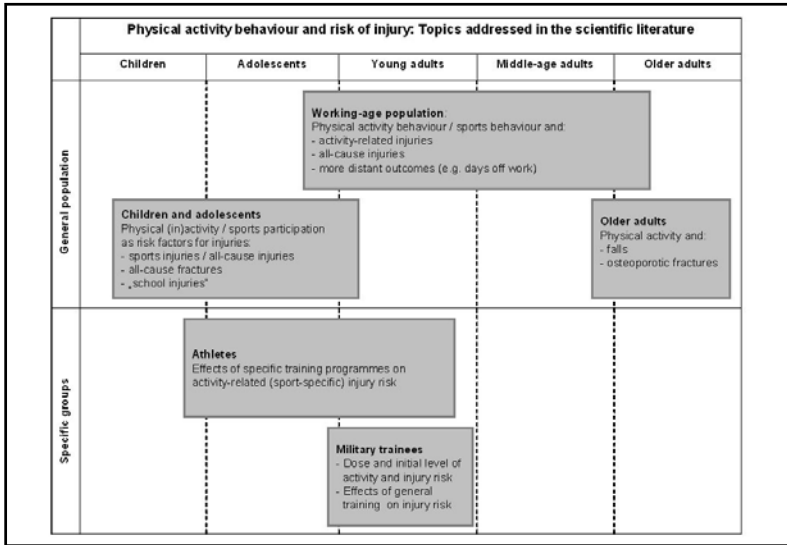 Physical activity behaviour and risk of injury: Topics addressed in the scientific literature
Children
Adolescents
Young adults
Middle-age adults
Older adults
General population
Working-age population:
Physical activity behaviour / sports behaviour and:
- activity-related injuries
- all-cause injuries
- more distant outcomes (e.g. days off work)
Children and adolescents
Physical (in)activity / sports participation
as risk factors for injuries:
- sports injuries / all-cause injuries
- all-cause fractures
- „school injuries“
Older adults
Physical activity and:
- falls
- osteoporotic fractures
Specific groups
Athletes
Effects of specific training programmes on
activity-related (sport-specific) injury risk
Military trainees
- Dose and initial level of
activity and injury risk
- Effects of general
training on injury risk